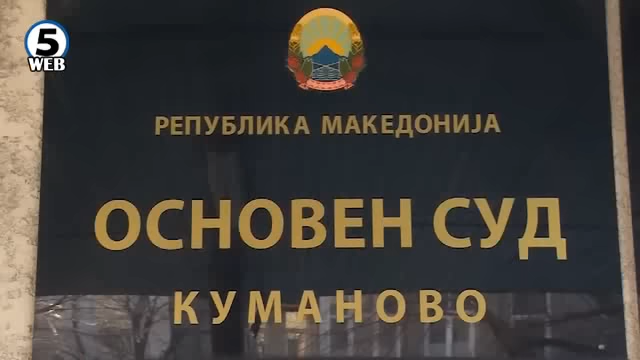 5
WEB
РЕПУБЛИКА МАКЕДОНИЈА
ОСНОВЕН СУД
КУМАНОВО